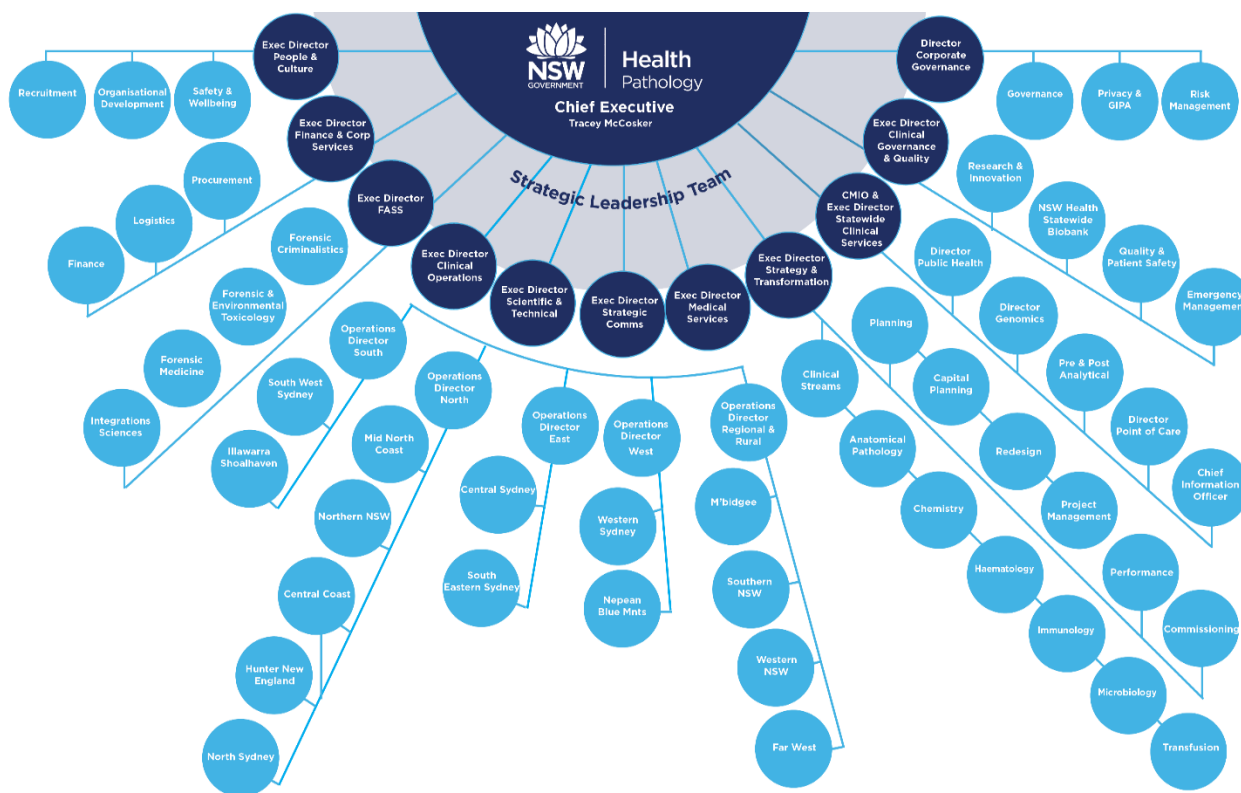 NSW
GOVERNMENT
Health
Pathology
Chief Executive
Tracey McCosker
Strategic Leadership Team
Exec Director
People &
Culture
Recruitment
Organisational
Development
Safety &
Wellbeing
Exec Director
Finance & Corp
Services
Procurement
Logistics
Finance
Exec Director
FASS
Forensic
Criminalistics
Forensic &
Environmental
Toxicology
Forensic
Medicine
Integrations
Sciences
Exec Director
Clinical
Operations
Operations
Director
South
South West
Sydney
Illawarra
Shoalhaven
Operations
Director
North
Mid North
Coast
Northern NSW
Central Coast
Hunter New
England
North Sydney
Operations
Director
East
Central Sydney
South
Eastern Sydney
Operations
Director
West
Western
Sydney
Nepean
Blue Mnts
Operations
Director
Regional &
Rural
M'bidgee
Southern
NSW
Western
NSW
Far West
Exec Director
Scientific &
Technical
Exec Director
Strategic
Comms
Exec Director
Medical
Services
Exec Director
Strategy &
Transformation
Clinical
Streams
Anatomical
Pathology
Chemistry
Haematology
Immunology
Microbiology
Transfusion
Planning
Capital
Planning
Redesign
Project
Management
Performance
Commissioning
CMIO &
Exec Director
Statewide
Clinical
Services
Director
Public Health
Director
Genomics
Pre & Post
Analytical
Director
Point of Care
Chief
Information
Officer
Exec Director
Clinical
Governance
& Quality
Research &
Innovation
NSW Health
Statewide
Biobank
Quality &
Patient Safety
Emergency
Management
Director
Corporate
Governance
Governance
Privacy &
GIPA
Risk
Management